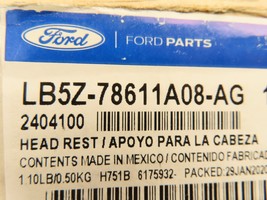 Ford FORD PARTS
LB5Z-78611A08-AG
2404100
HEAD REST / APOYO PARA LA CABEZA
CONTENTS MADE IN MEXICO / CONTENIDO FABRICAD
1.10LB/0.50KG H751B 6175932- PACKED:29JAN2020